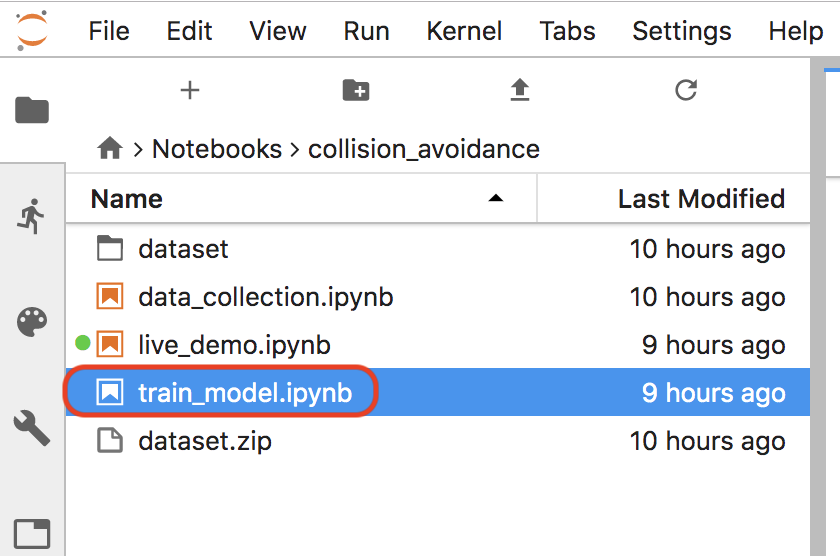 File Edit View Run Kernel Tabs Settings Help
Notebooks > collision_avoidance
Name Last Modified
dataset 10 hours ago
data_collection.ipynb 10 hours ago
live_demo.ipynb 9 hours ago
train_model.ipynb 9 hours ago
dataset.zip 10 hours ago